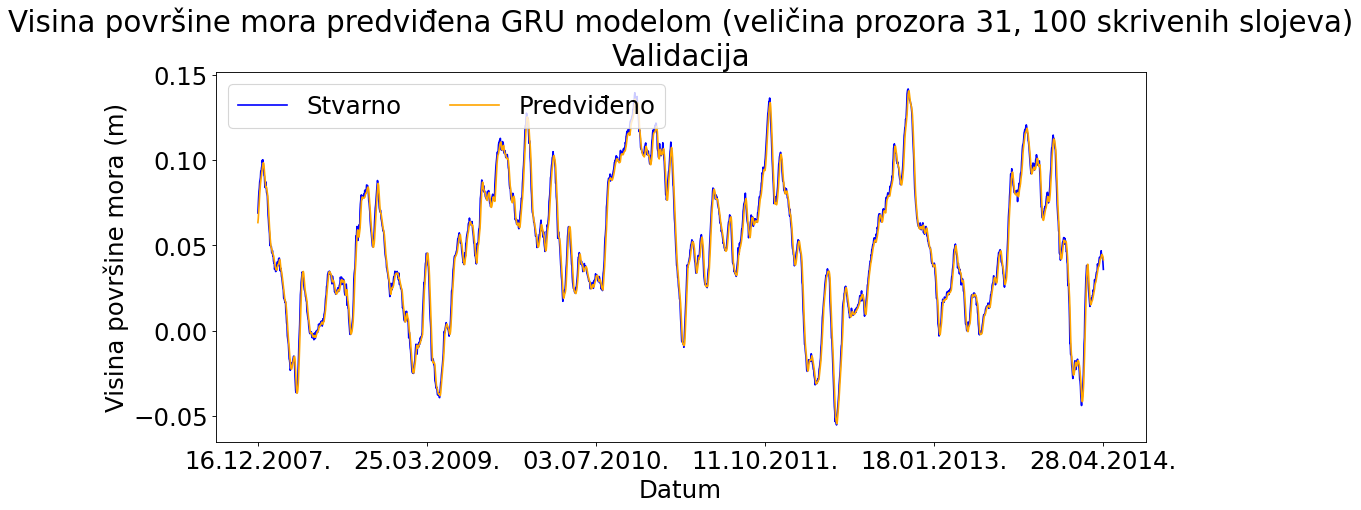 Visina površine mora predviđena GRU modelom (veličina prozora 31, 100 skrivenih slojeva)
Validacija
Stvarno Predviđeno
Visina površine mora (m)
0.15
0.10
0.05
0.00
−0.05
16.12.2007. 25.03.2009. 03.07.2010. 11.10.2011. 18.01.2013. 28.04.2014.
Datum